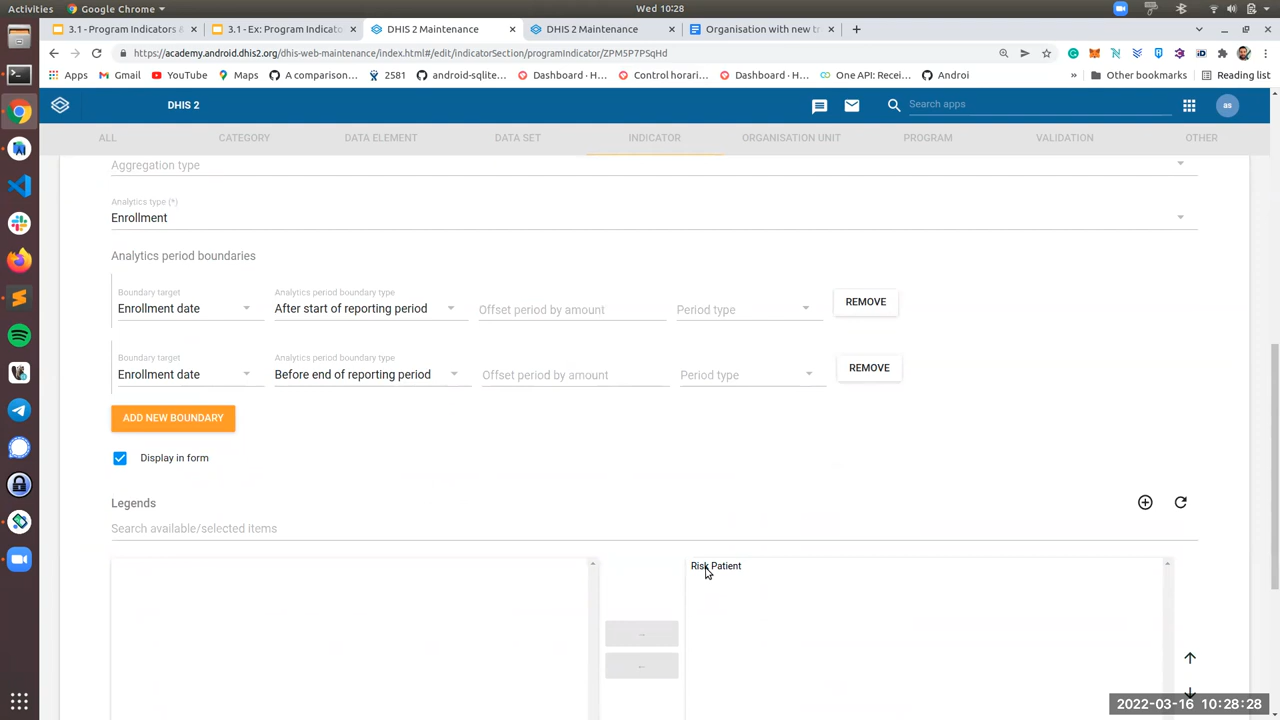 Activities
Google Chrome
Wed 10:28
3.1 - Program Indicators &
3.1 - Ex: Program Indicato
DHIS 2 Maintenance
DHIS 2 Maintenance
Organisation with new t
https://academy.android.dhis2.org/dhis-web-maintenance/index.html#/edit/indicatorSection/programIndicator/ZPMSP7PSqHd
Apps
Gmail
YouTube
Maps
A comparison...
2581
android-sqlite...
Dashboard · H...
Control horari...
Dashboard · H...
One API: Recei...
Androi
»
Other bookmarks
Reading list
DHIS 2
Search apps
as
ALL
CATEGORY
DATA ELEMENT
DATA SET
INDICATOR
ORGANISATION UNIT
PROGRAM
VALIDATION
OTHER
Aggregation type
Analytics type (*)
Enrollment
Analytics period boundaries
Boundary target
Enrollment date
Analytics period boundary type
After start of reporting period
Offset period by amount
Period type
REMOVE
Boundary target
Enrollment date
Analytics period boundary type
Before end of reporting period
Offset period by amount
Period type
REMOVE
ADD NEW BOUNDARY
Display in form
Legends
Search available/selected items
Risk Patient
→
←
2022-03-16 10:28:28